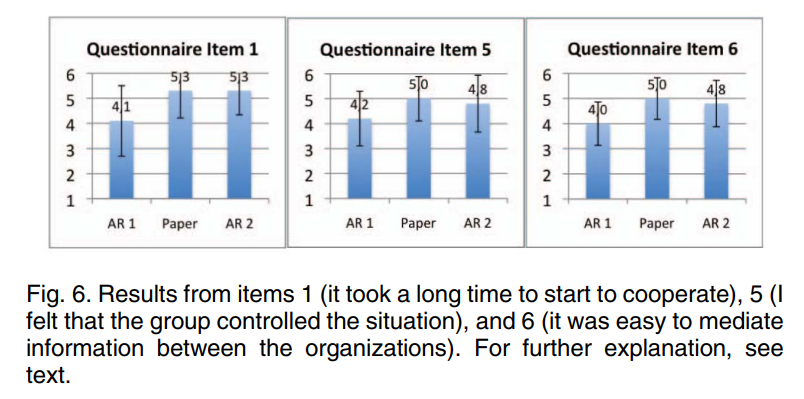 Questionnaire Item 1
6
5
4
3
2
1
4,1
5,3
5,3
AR 1 Paper AR 2
Questionnaire Item 5
6
5
4
3
2
1
4,2
5,0
4,8
AR 1 Paper AR 2
Questionnaire Item 6
6
5
4
3
2
1
4,0
5,0
4,8
AR 1 Paper AR 2
Fig. 6. Results from items 1 (it took a long time to start to cooperate), 5 (I
felt that the group controlled the situation), and 6 (it was easy to mediate
information between the organizations). For further explanation, see
text.